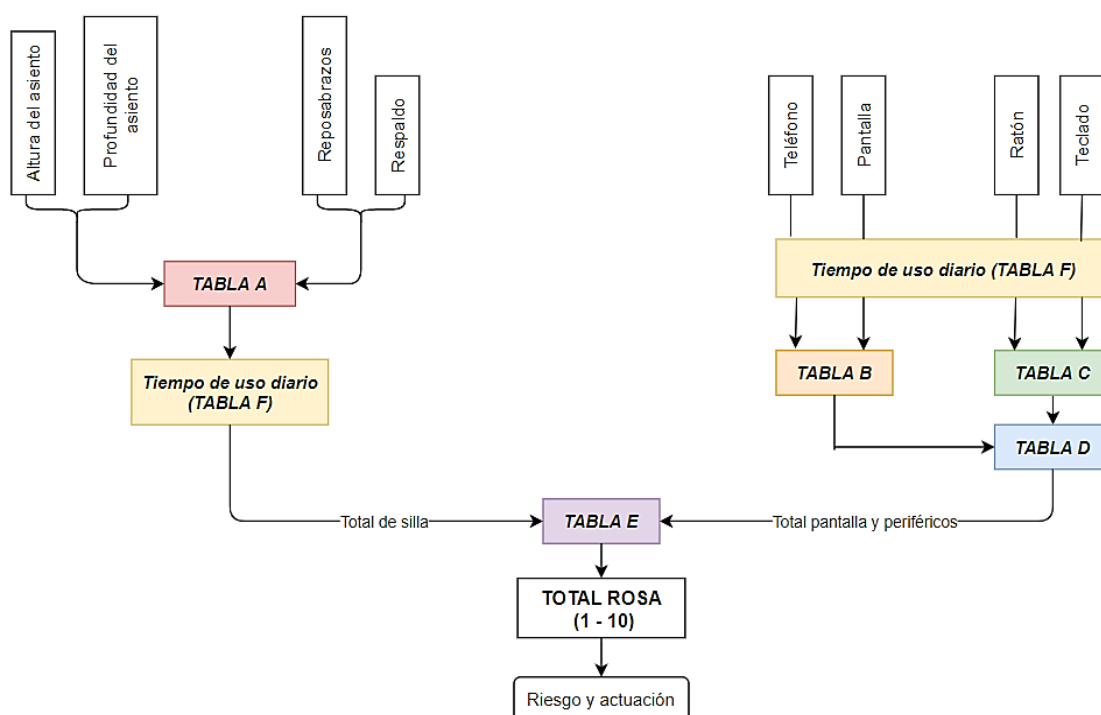 Altura del asiento
Profundidad del
asiento
Reposabrazos
Respaldo
Teléfono
Pantalla
Ratón
Teclado
TABLA A
Tiempo de uso diario (TABLA F)
Tiempo de uso diario
(TABLA F)
TABLA B
TABLA C
TABLA D
Total de silla
TABLA E
Total pantalla y periféricos
TOTAL ROSA
(1 - 10)
Riesgo y actuación